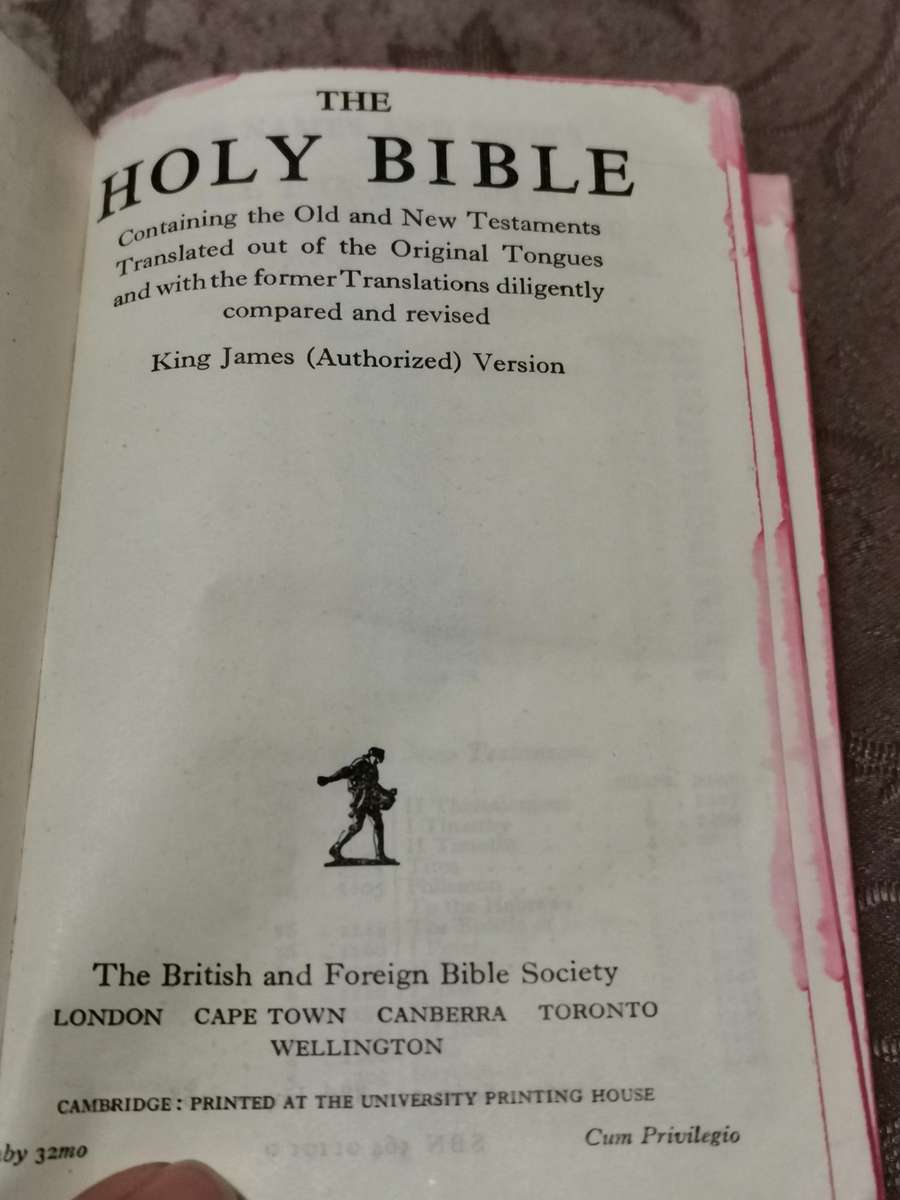 THE
HOLY BIBLE
Containing the Old and New Testaments
Translated out of the Original Tongues
and with the former Translations diligently
compared and revised
King James (Authorized) Version
The British and Foreign Bible Society
LONDON CAPE TOWN CANBERRA TORONTO
WELLINGTON
CAMBRIDGE: PRINTED AT THE UNIVERSITY PRINTING HOUSE
32mo
Cum Privilegio